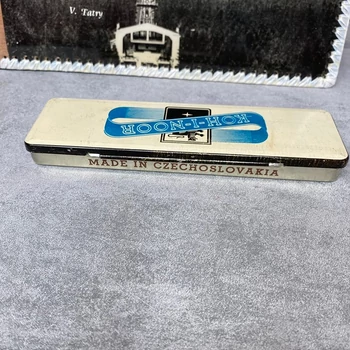 V. Tatry
KOH-I-NOOR
MADE IN CZECHOSLOVAKIA